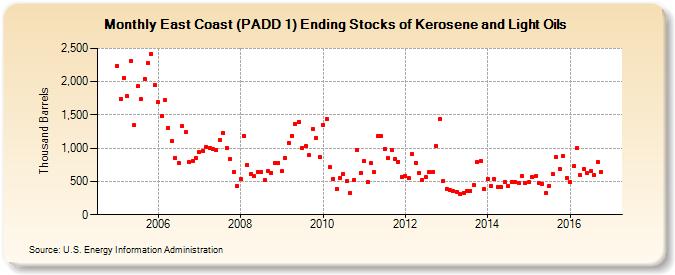 Monthly East Coast (PADD 1) Ending Stocks of Kerosene and Light Oils
Thousand Barrels
2,500
2,000
1,500
1,000
500
0
2006 2008 2010 2012 2014 2016
Source: U.S. Energy Information Administration